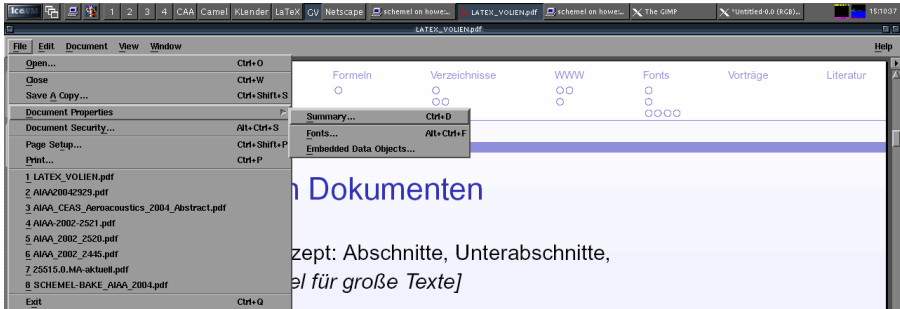 IceWM 1 2 3 4 CAA Camel KLender LaTeX GV Netscape schemel on howe:... LATEX_VOLIEN.pdf schemel on howe:... The GIMP *Untitled-0.0 (RGB)... 15:10:37
LATEX_VOLIEN.pdf
File Edit Document View Window Help
Open... Ctrl+O
Close Ctrl+W
Save A Copy... Ctrl+Shift+S
Document Properties
Document Security... Alt+Ctrl+S
Page Setup... Ctrl+Shift+P
Print... Ctrl+P
1 LATEX_VOLIEN.pdf
2 AIAA20042929.pdf
3 AIAA_CEAS_Aeroacoustics_2004_Abstract.pdf
4 AIAA-2002-2521.pdf
5 AIAA_2002_2520.pdf
6 AIAA_2002_2445.pdf
7 25515.0.MA-aktuell.pdf
8 SCHEMEL-BAKE_AIAA_2004.pdf
Exit Ctrl+Q
Summary... Ctrl+D
Fonts... Alt+Ctrl+F
Embedded Data Objects...
Formeln Verzeichnisse WWW Fonts Vorträge Literatur
n Dokumenten
zept: Abschnitte, Unterabschnitte,
el für große Texte]